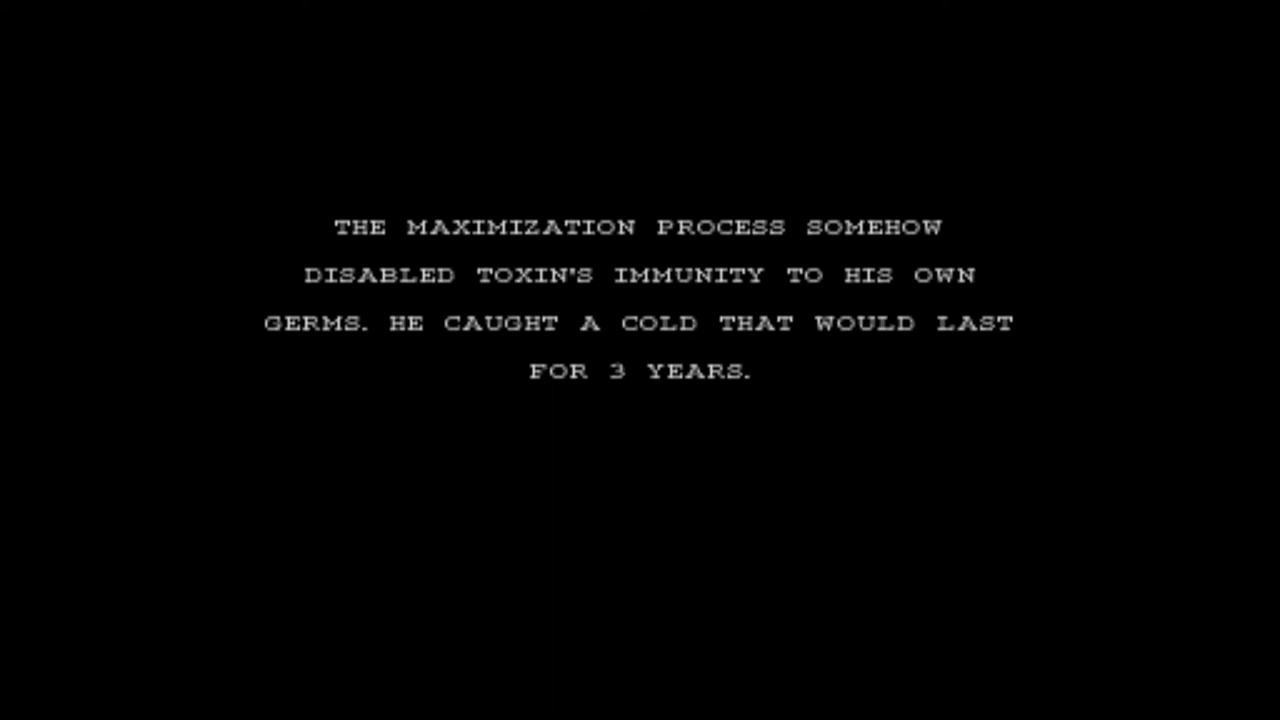 THE MAXIMIZATION PROCESS SOMEHOW
DISABLED TOXIN'S IMMUNITY TO HIS OWN
GERMS. HE CAUGHT A COLD THAT WOULD LAST
FOR 3 YEARS.